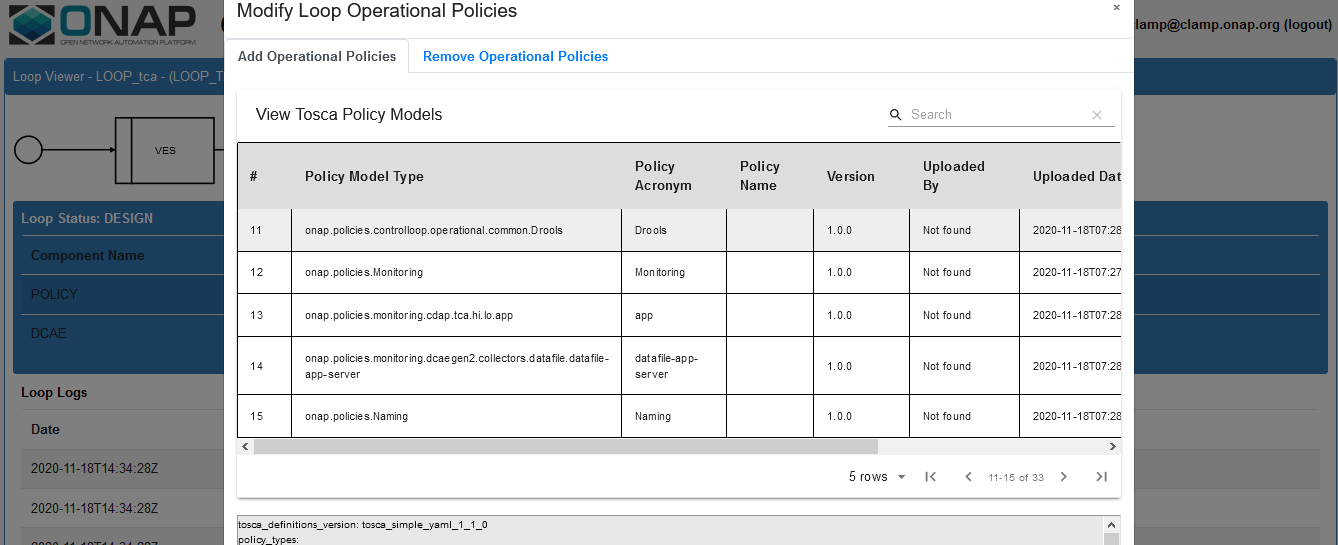 Modify Loop Operational Policies
×
ONAP
OPEN NETWORK AUTOMATION PLATFORM
lamp@clamp.onap.org (logout)
Add Operational Policies
Remove Operational Policies
Loop Viewer - LOOP_tca - (LOOP_T
View Tosca Policy Models
Search
VES
# Policy Model Type Policy Acronym Policy Name Version Uploaded By Uploaded Dat
11 onap.policies.controlloop.operational.common.Drools Drools 1.0.0 Not found 2020-11-18T07:28
12 onap.policies.Monitoring Monitoring 1.0.0 Not found 2020-11-18T07:27
13 onap.policies.monitoring.cdap.tca.hi.lo.app app 1.0.0 Not found 2020-11-18T07:28
14 onap.policies.monitoring.dcaegen2.collectors.datafile.datafile-app-server datafile-app-server 1.0.0 Not found 2020-11-18T07:28
15 onap.policies.Naming Naming 1.0.0 Not found 2020-11-18T07:28
5 rows
11-15 of 33
tosca_definitions_version: tosca_simple_yaml_1_1_0
policy_types:
Loop Status: DESIGN
Component Name
POLICY
DCAE
Loop Logs
Date
2020-11-18T14:34:28Z
2020-11-18T14:34:28Z